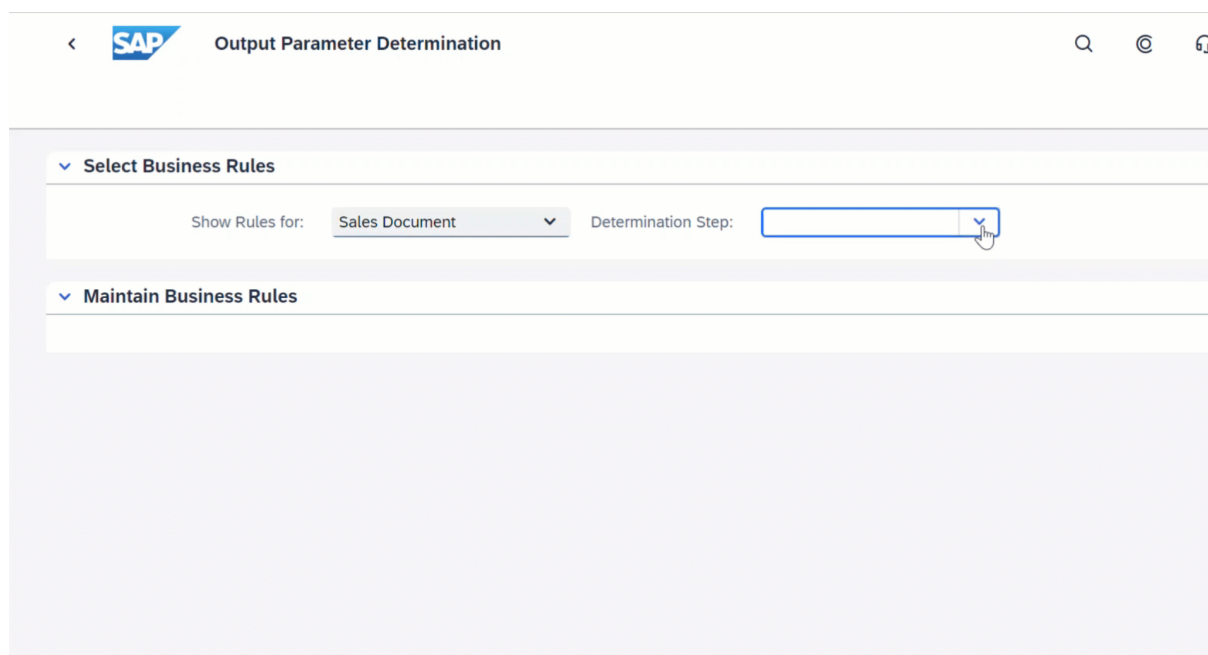 SAP Output Parameter Determination
Select Business Rules
Show Rules for: Sales Document Determination Step:
Maintain Business Rules